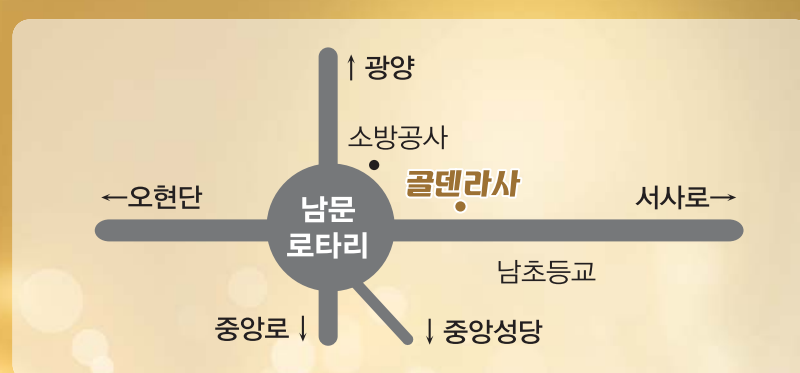 ↑ 광양
소방공사
골덴라사
←오현단
서사로→
남문
로타리
남초등교
중앙로 ↓
↓ 중앙성당